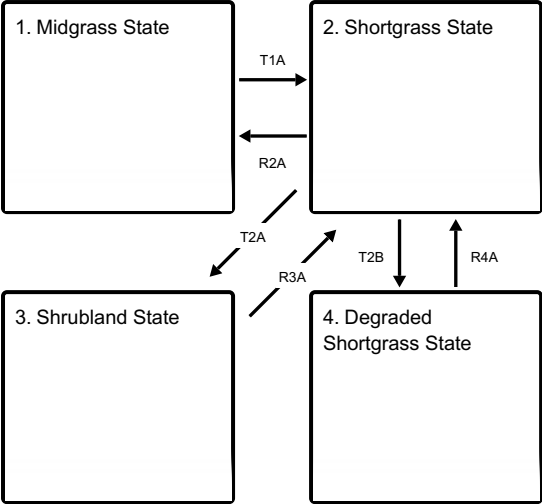 1. Midgrass State
2. Shortgrass State
T1A
R2A
T2A
R3A
T2B
R4A
3. Shrubland State
4. Degraded
Shortgrass State